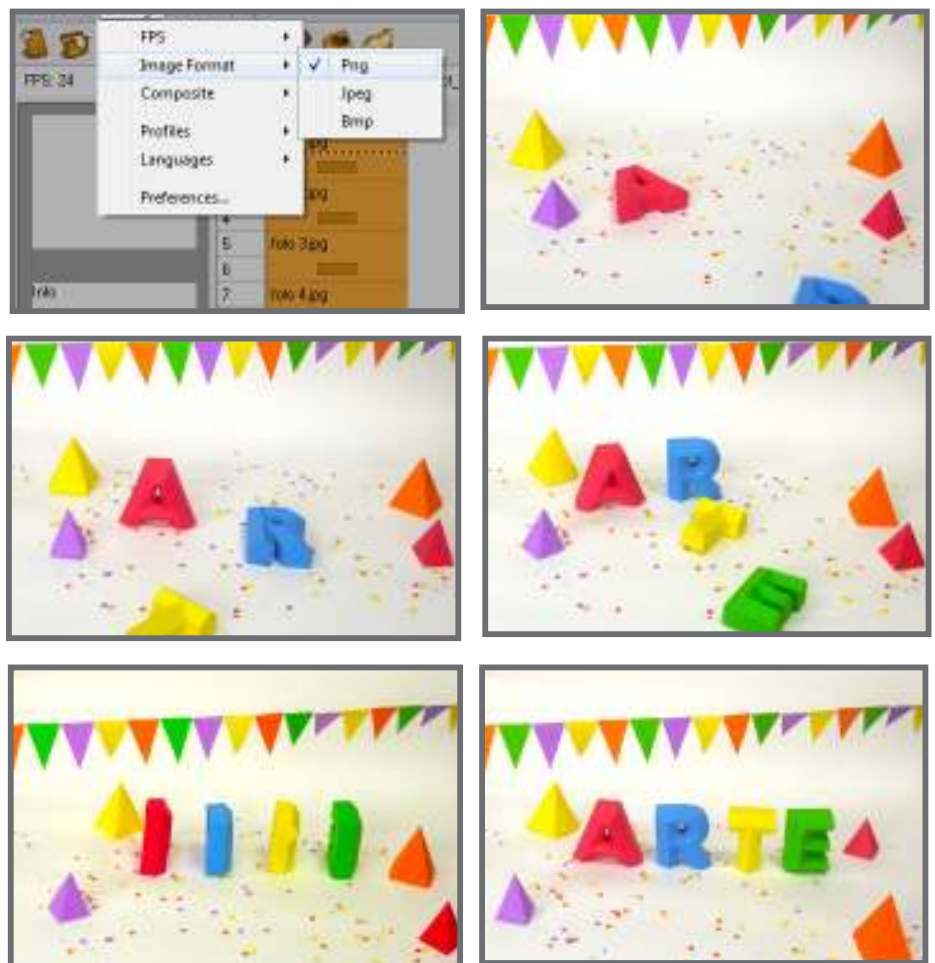 FPS
Image Format
Png
FPS: 24
Composite
Jpeg
Bmp
Profiles
Languages
Preferences...
5
foto 3.jpg
6
Info
7
foto 4.jpg
A
A R
A R
ARTE